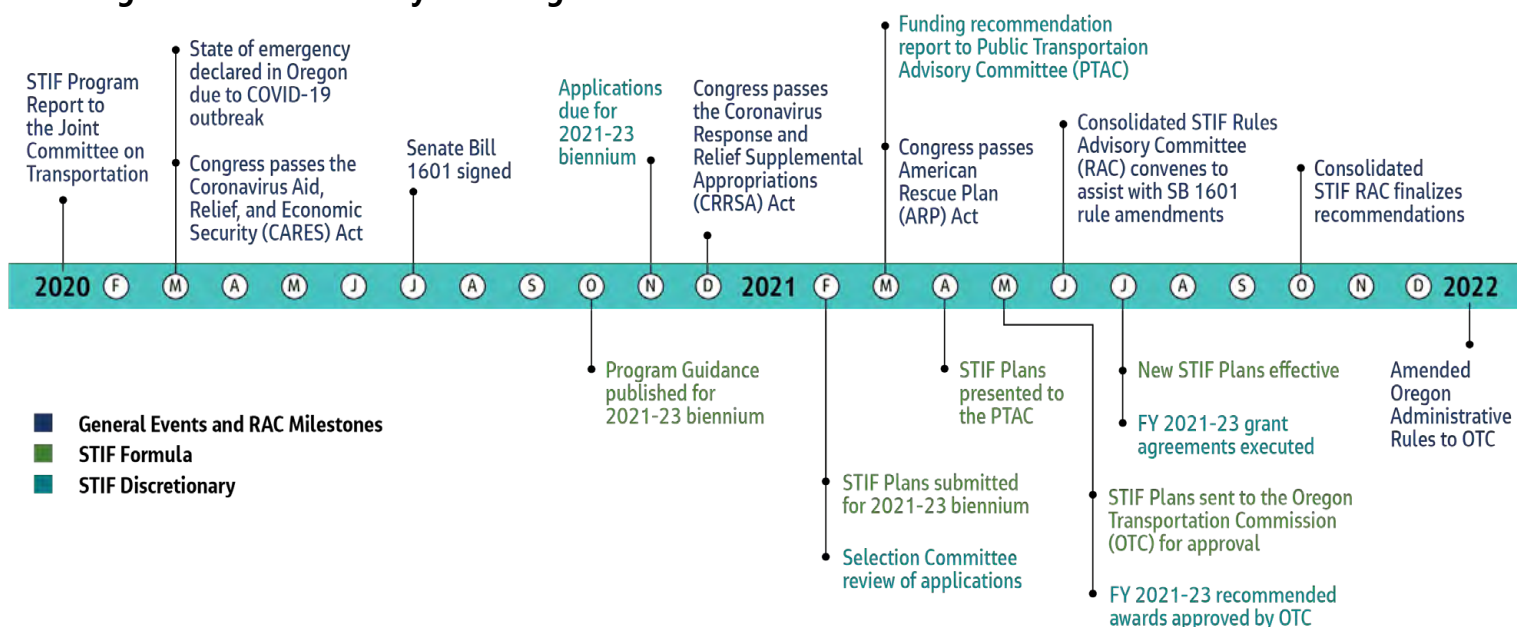 STIF Program
Report to
the Joint
Committee on
Transportation
State of emergency
declared in Oregon
due to COVID-19
outbreak
Congress passes the
Coronavirus Aid,
Relief, and Economic
Security (CARES) Act
Senate Bill
1601 signed
Applications
due for
2021-23
biennium
Congress passes
the Coronavirus
Response and
Relief Supplemental
Appropriations
(CRRSA) Act
Funding recommendation
report to Public Transportaion
Advisory Committee (PTAC)
Congress passes
American
Rescue Plan
(ARP) Act
Consolidated STIF Rules
Advisory Committee
(RAC) convenes to
assist with SB 1601
rule amendments
Consolidated
STIF RAC finalizes
recommendations
2020 F M A M J J A S O N D 2021 F M A M J J A S O N D 2022
Program Guidance
published for
2021-23 biennium
STIF Plans submitted
for 2021-23 biennium
Selection Committee
review of applications
STIF Plans
presented to
the PTAC
New STIF Plans effective
FY 2021-23 grant
agreements executed
STIF Plans sent to the Oregon
Transportation Commission
(OTC) for approval
FY 2021-23 recommended
awards approved by OTC
Amended
Oregon
Administrative
Rules to OTC
General Events and RAC Milestones
STIF Formula
STIF Discretionary